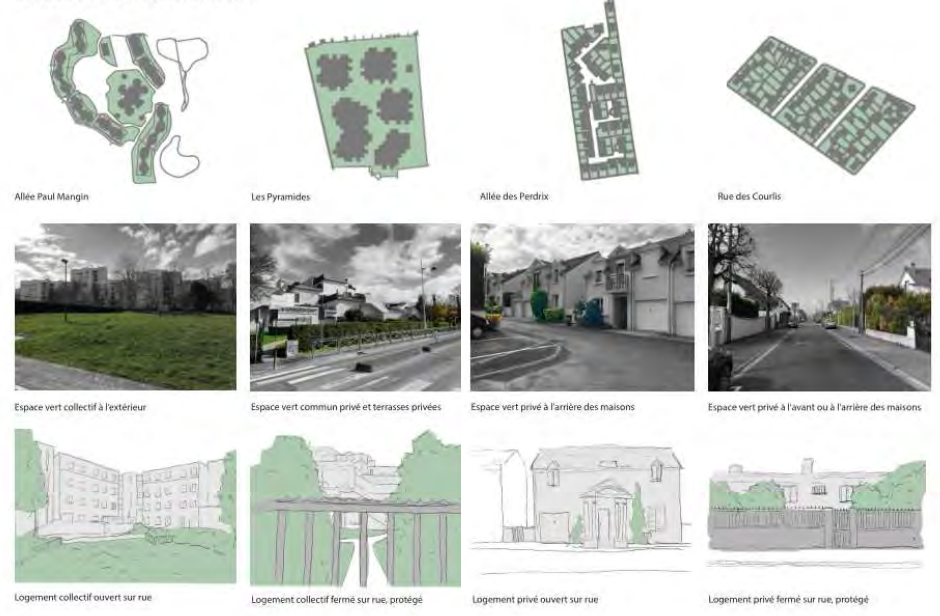 Allée Paul Mangin
Les Pyramides
Allée des Perdrix
Rue des Courlis
Espace vert collectif à l'extérieur
Espace vert commun privé et terrasses privées
Espace vert privé à l'arrière des maisons
Espace vert privé à l'avant ou à l'arrière des maisons
Logement collectif ouvert sur rue
Logement collectif fermé sur rue, protégé
Logement privé ouvert sur rue
Logement privé fermé sur rue, protégé